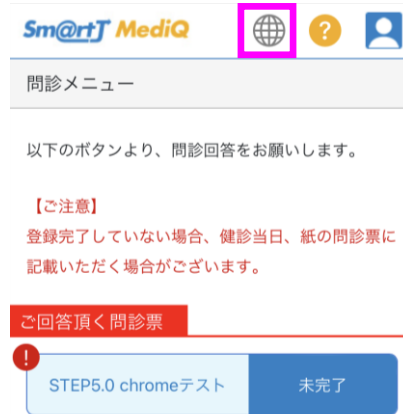 Sm@rtJ MediQ
?
問診メニュー
以下のボタンより、問診回答をお願いします。
【ご注意】
登録完了していない場合、健診当日、紙の問診票に
記載いただく場合がございます。
ご回答頂く問診票
!
STEP5.0 chromeテスト 未完了